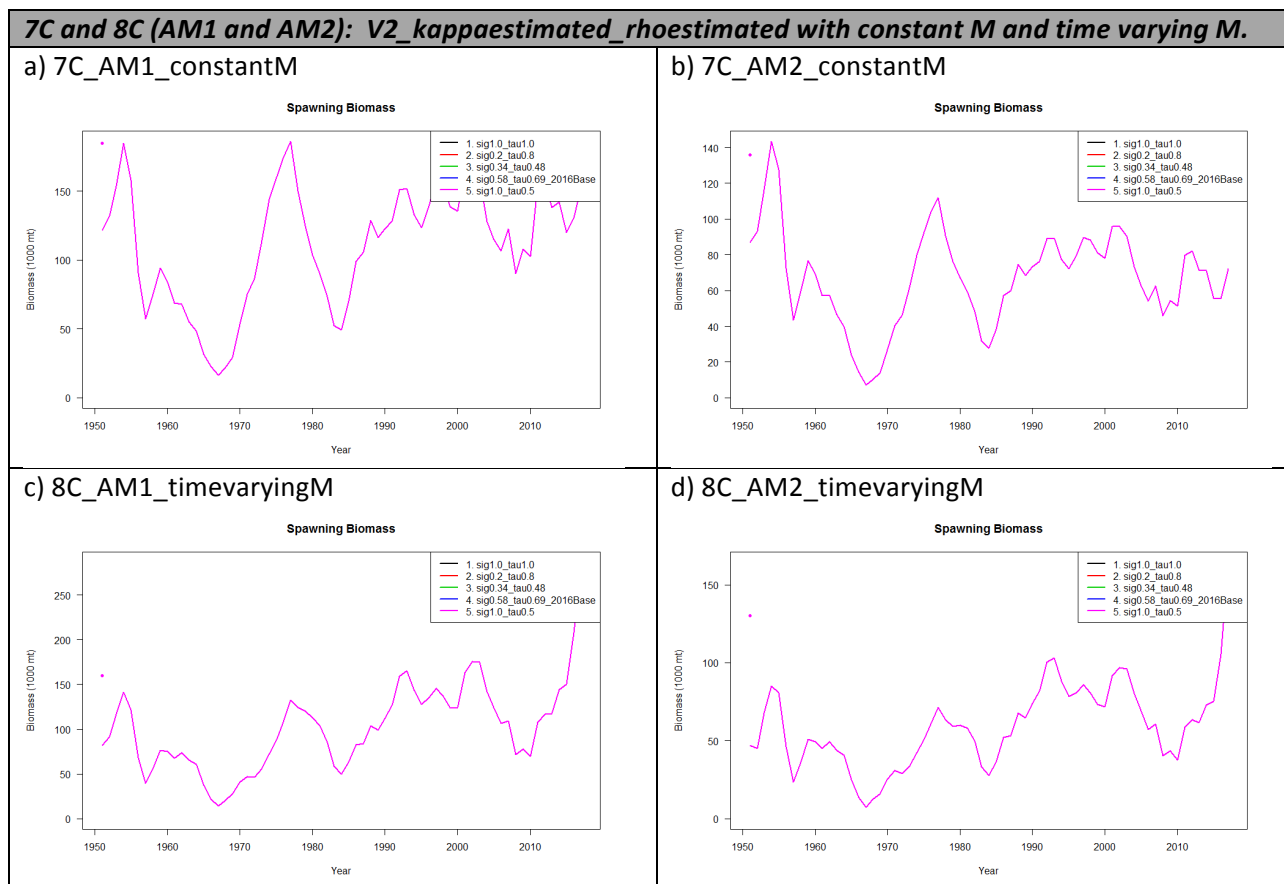 7C and 8C (AM1 and AM2): V2_kappaestimated_rhoestimated with constant M and time varying M.
a) 7C_AM1_constantM
Spawning Biomass
1. sig1.0_tau1.0
2. sig0.2_tau0.8
3. sig0.34_tau0.48
4. sig0.58_tau0.69_2016Base
5. sig1.0_tau0.5
Biomass (1000 mt)
150
100
50
0
1950 1960 1970 1980 1990 2000 2010
Year
b) 7C_AM2_constantM
Spawning Biomass
1. sig1.0_tau1.0
2. sig0.2_tau0.8
3. sig0.34_tau0.48
4. sig0.58_tau0.69_2016Base
5. sig1.0_tau0.5
Biomass (1000 mt)
140
120
100
80
60
40
20
0
1950 1960 1970 1980 1990 2000 2010
Year
c) 8C_AM1_timevaryingM
Spawning Biomass
1. sig1.0_tau1.0
2. sig0.2_tau0.8
3. sig0.34_tau0.48
4. sig0.58_tau0.69_2016Base
5. sig1.0_tau0.5
Biomass (1000 mt)
250
200
150
100
50
0
1950 1960 1970 1980 1990 2000 2010
Year
d) 8C_AM2_timevaryingM
Spawning Biomass
1. sig1.0_tau1.0
2. sig0.2_tau0.8
3. sig0.34_tau0.48
4. sig0.58_tau0.69_2016Base
5. sig1.0_tau0.5
Biomass (1000 mt)
150
100
50
0
1950 1960 1970 1980 1990 2000 2010
Year